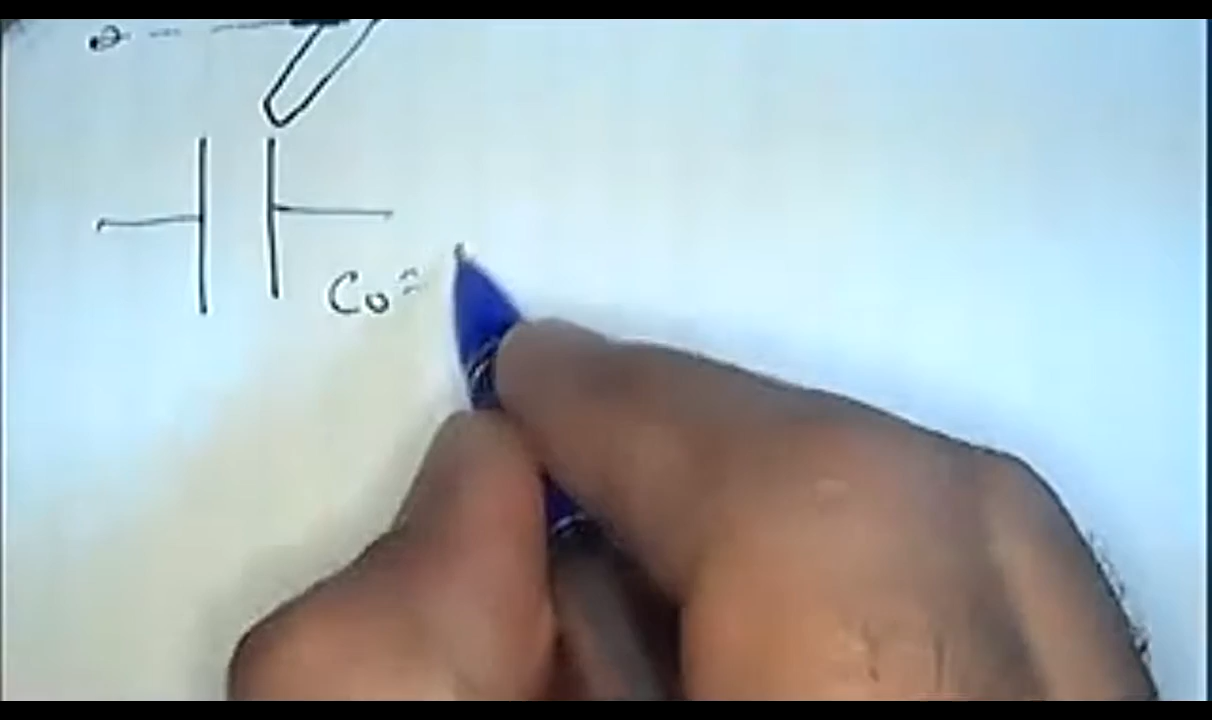 C₀ =